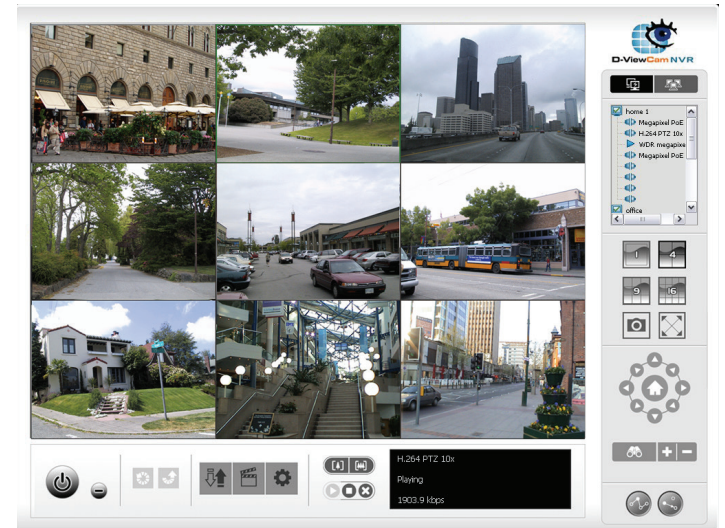 D-ViewCam NVR
home 1
Megapixel PoE
H.264 PTZ 10x
WDR megapixe
Megapixel PoE
office
1
4
9
16
H.264 PTZ 10x
Playing
1903.9 kbps